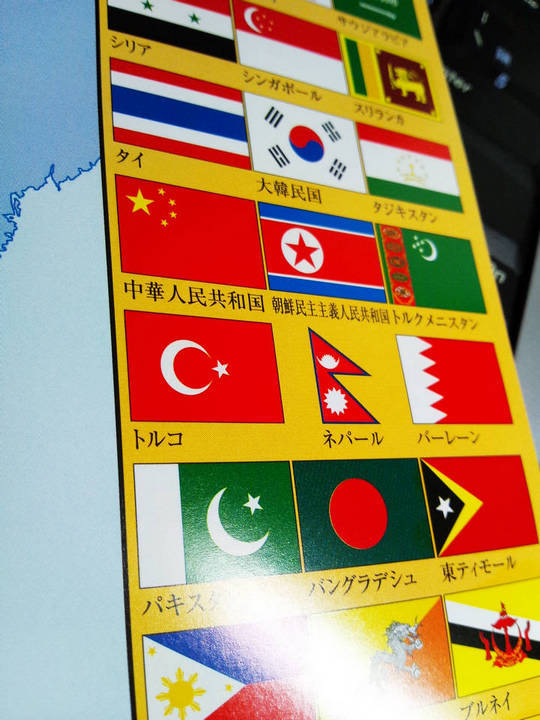 サウジアラビア
シリア
シンガポール
スリランカ
タイ
大韓民国
タジキスタン
中華人民共和国
朝鮮民主主義人民共和国
トルクメニスタン
トルコ
ネパール
バーレーン
パキスタ
バングラデシュ
東ティモール
ブルネイ